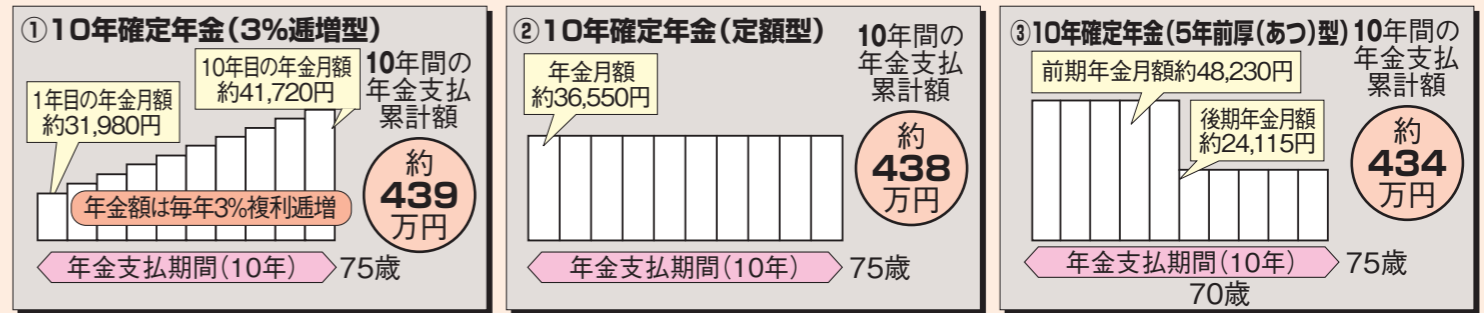 ①10年確定年金(3%逓増型)
10年目の年金月額
約41,720円
1年目の年金月額
約31,980円
10年間の
年金支払
累計額
約
439
万円
年金額は毎年3%複利逓増
年金支払期間(10年)
75歳
②10年確定年金(定額型)
年金月額
約36,550円
10年間の
年金支払
累計額
約
438
万円
年金支払期間(10年)
75歳
③10年確定年金(5年前厚(あつ)型)
前期年金月額約48,230円
後期年金月額
約24,115円
10年間の
年金支払
累計額
約
434
万円
年金支払期間(10年)
75歳
70歳